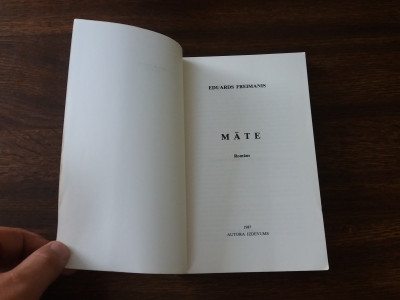 EDUARDS FREIMANIS
MĀTE
Romāns
AUTORA IZDEVUMS